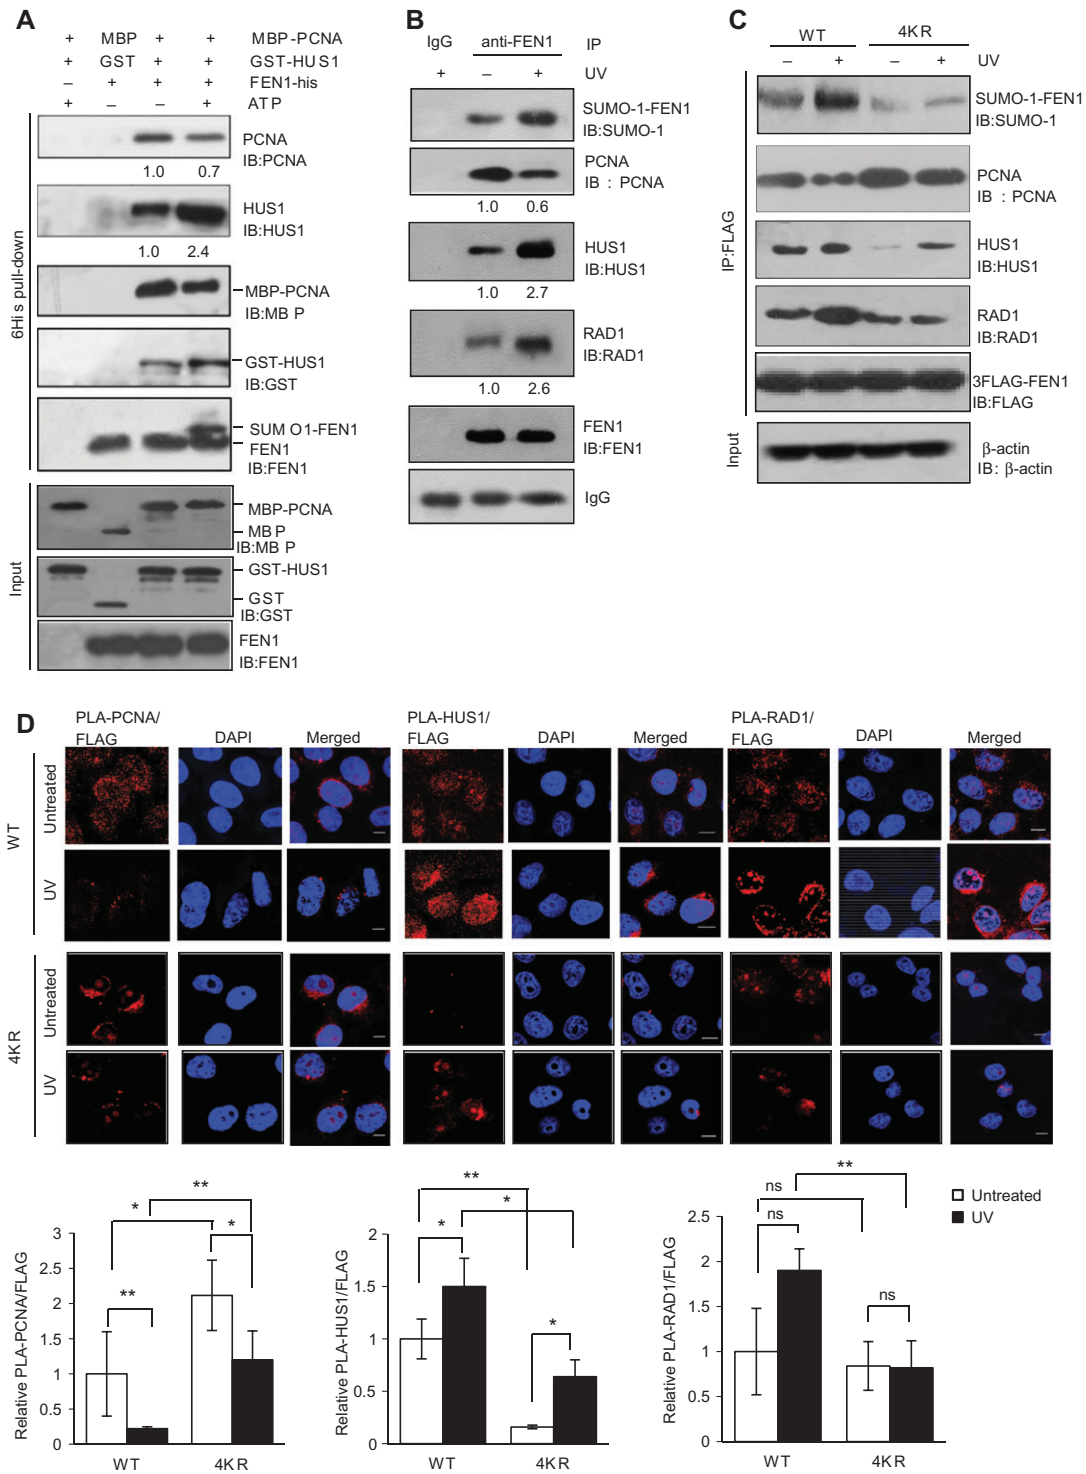 A
+ MBP + + MBP-PCNA
+ GST + + GST-HUS1
– + + + FEN1-his
+ – – + ATP
6His pull-down
PCNA
IB:PCNA
1.0 0.7
HUS1
IB:HUS1
1.0 2.4
MBP-PCNA
IB:MB P
GST-HUS1
IB:GST
SUM O1-FEN1
FEN1
IB:FEN1
Input
MBP-PCNA
MB P
IB:MB P
GST-HUS1
GST
IB:GST
FEN1
IB:FEN1
B
IgG anti-FEN1 IP
+ – + UV
SUMO-1-FEN1
IB:SUMO-1
PCNA
IB : PCNA
1.0 0.6
HUS1
IB:HUS1
1.0 2.7
RAD1
IB:RAD1
1.0 2.6
FEN1
IB:FEN1
IgG
C
WT 4KR
– + – + UV
IP:FLAG
SUMO-1-FEN1
IB:SUMO-1
PCNA
IB : PCNA
HUS1
IB:HUS1
RAD1
IB:RAD1
3FLAG-FEN1
IB:FLAG
Input
β-actin
IB: β-actin
D
PLA-PCNA/
FLAG DAPI Merged
PLA-HUS1/
FLAG DAPI Merged
PLA-RAD1/
FLAG DAPI Merged
WT
Untreated
UV
4KR
Untreated
UV
Relative PLA-PCNA/FLAG
3
2.5
2
1.5
1
0.5
0
** * ** *
WT 4KR
Relative PLA-HUS1/FLAG
2
1.5
1
0.5
0
** * * *
WT 4KR
Relative PLA-RAD1/FLAG
2.5
2
1.5
1
0.5
0
ns ** ns ns
WT 4KR
Untreated
UV